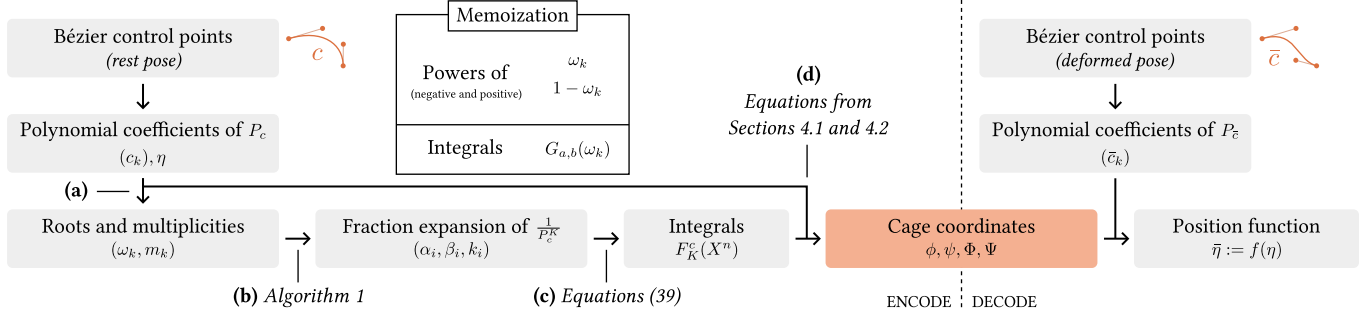 Bézier control points
(rest pose)
c
Polynomial coefficients of P_c
(c_k), η
(a)
Memoization
Powers of
(negative and positive)
ω_k
1 − ω_k
Integrals
G_{a,b}(ω_k)
(d)
Equations from
Sections 4.1 and 4.2
Bézier control points
(deformed pose)
c̄
Polynomial coefficients of P_c̄
(c̄_k)
Roots and multiplicities
(ω_k, m_k)
Fraction expansion of 1/P_c^K
(α_i, β_i, k_i)
Integrals
F_K^c(X^n)
Cage coordinates
ϕ, ψ, Φ, Ψ
Position function
η̄ := f(η)
(b) Algorithm 1
(c) Equations (39)
ENCODE
DECODE